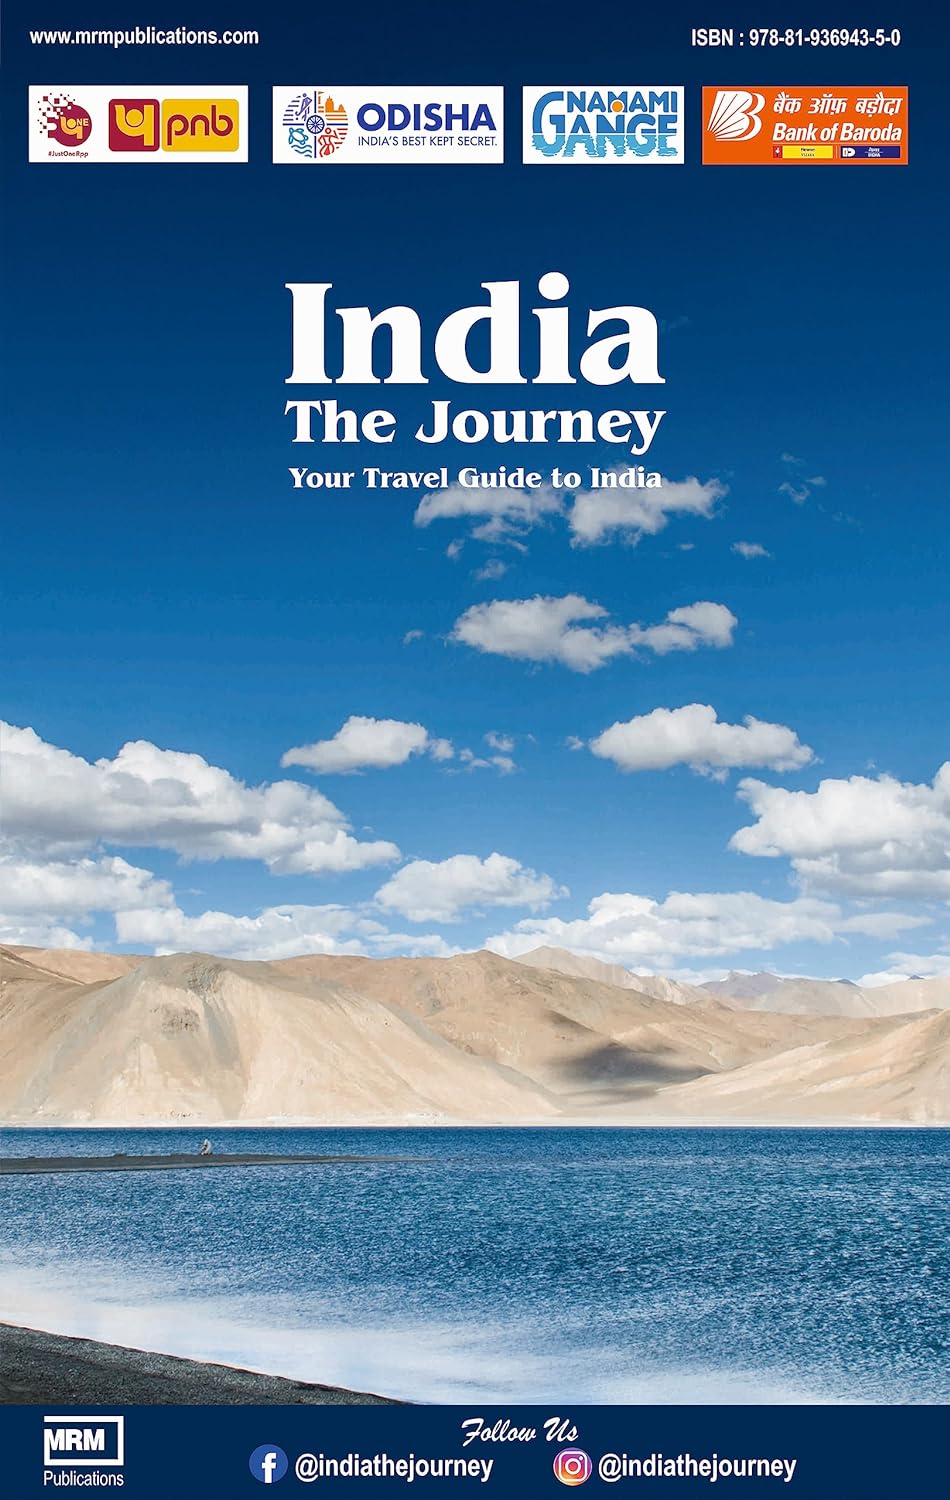 www.mrmpublications.com
ISBN : 978-81-936943-5-0
ONE
#JustOneApp
pnb
ODISHA
INDIA'S BEST KEPT SECRET.
NAMAMI
GANGE
बैंक ऑफ़ बड़ौदा
Bank of Baroda
India
The Journey
Your Travel Guide to India
MRM
Publications
Follow Us
@indiathejourney
@indiathejourney